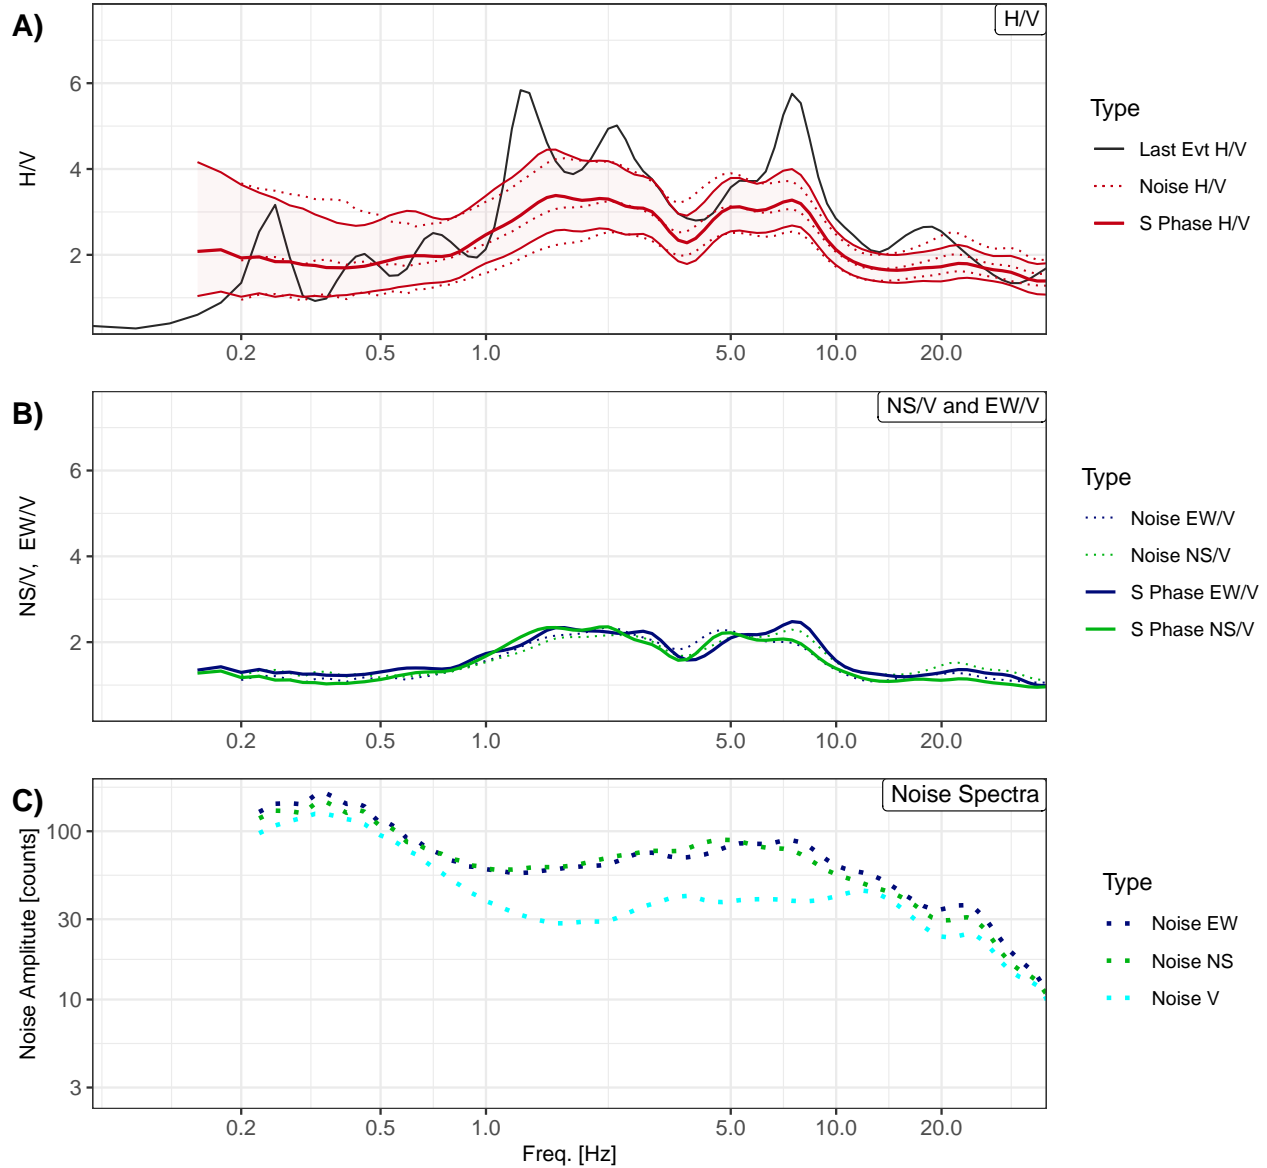 A)
H/V
H/V
6
4
2
0.2 0.5 1.0 5.0 10.0 20.0
Type
Last Evt H/V
Noise H/V
S Phase H/V
B)
NS/V and EW/V
NS/V, EW/V
6
4
2
0.2 0.5 1.0 5.0 10.0 20.0
Type
Noise EW/V
Noise NS/V
S Phase EW/V
S Phase NS/V
C)
Noise Spectra
Noise Amplitute [counts]
100
30
10
3
0.2 0.5 1.0 5.0 10.0 20.0
Freq. [Hz]
Type
Noise EW
Noise NS
Noise V